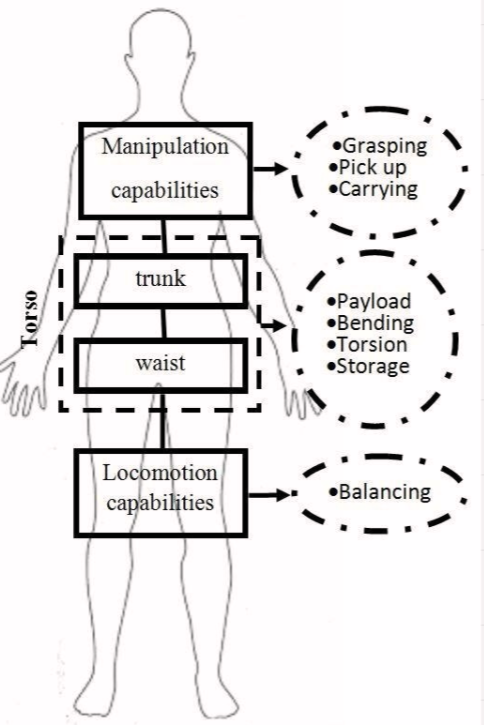 Manipulation
capabilities
•Grasping
•Pick up
•Carrying
Torso
trunk
waist
•Payload
•Bending
•Torsion
•Storage
Locomotion
capabilities
•Balancing